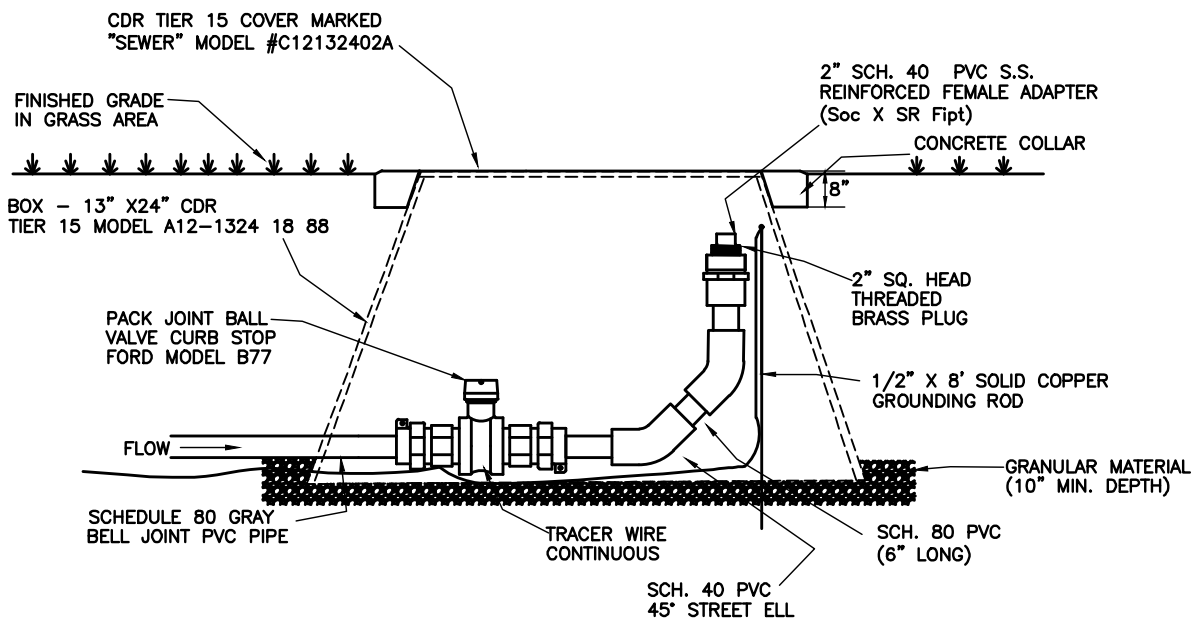 CDR TIER 15 COVER MARKED
"SEWER" MODEL #C12132402A
2" SCH. 40 PVC S.S.
REINFORCED FEMALE ADAPTER
(Soc X SR Fipt)
FINISHED GRADE
IN GRASS AREA
CONCRETE COLLAR
8"
BOX - 13" X24" CDR
TIER 15 MODEL A12-1324 18 88
2" SQ. HEAD
THREADED
BRASS PLUG
PACK JOINT BALL
VALVE CURB STOP
FORD MODEL B77
1/2" X 8' SOLID COPPER
GROUNDING ROD
FLOW
GRANULAR MATERIAL
(10" MIN. DEPTH)
SCHEDULE 80 GRAY
BELL JOINT PVC PIPE
TRACER WIRE
CONTINUOUS
SCH. 80 PVC
(6" LONG)
SCH. 40 PVC
45° STREET ELL